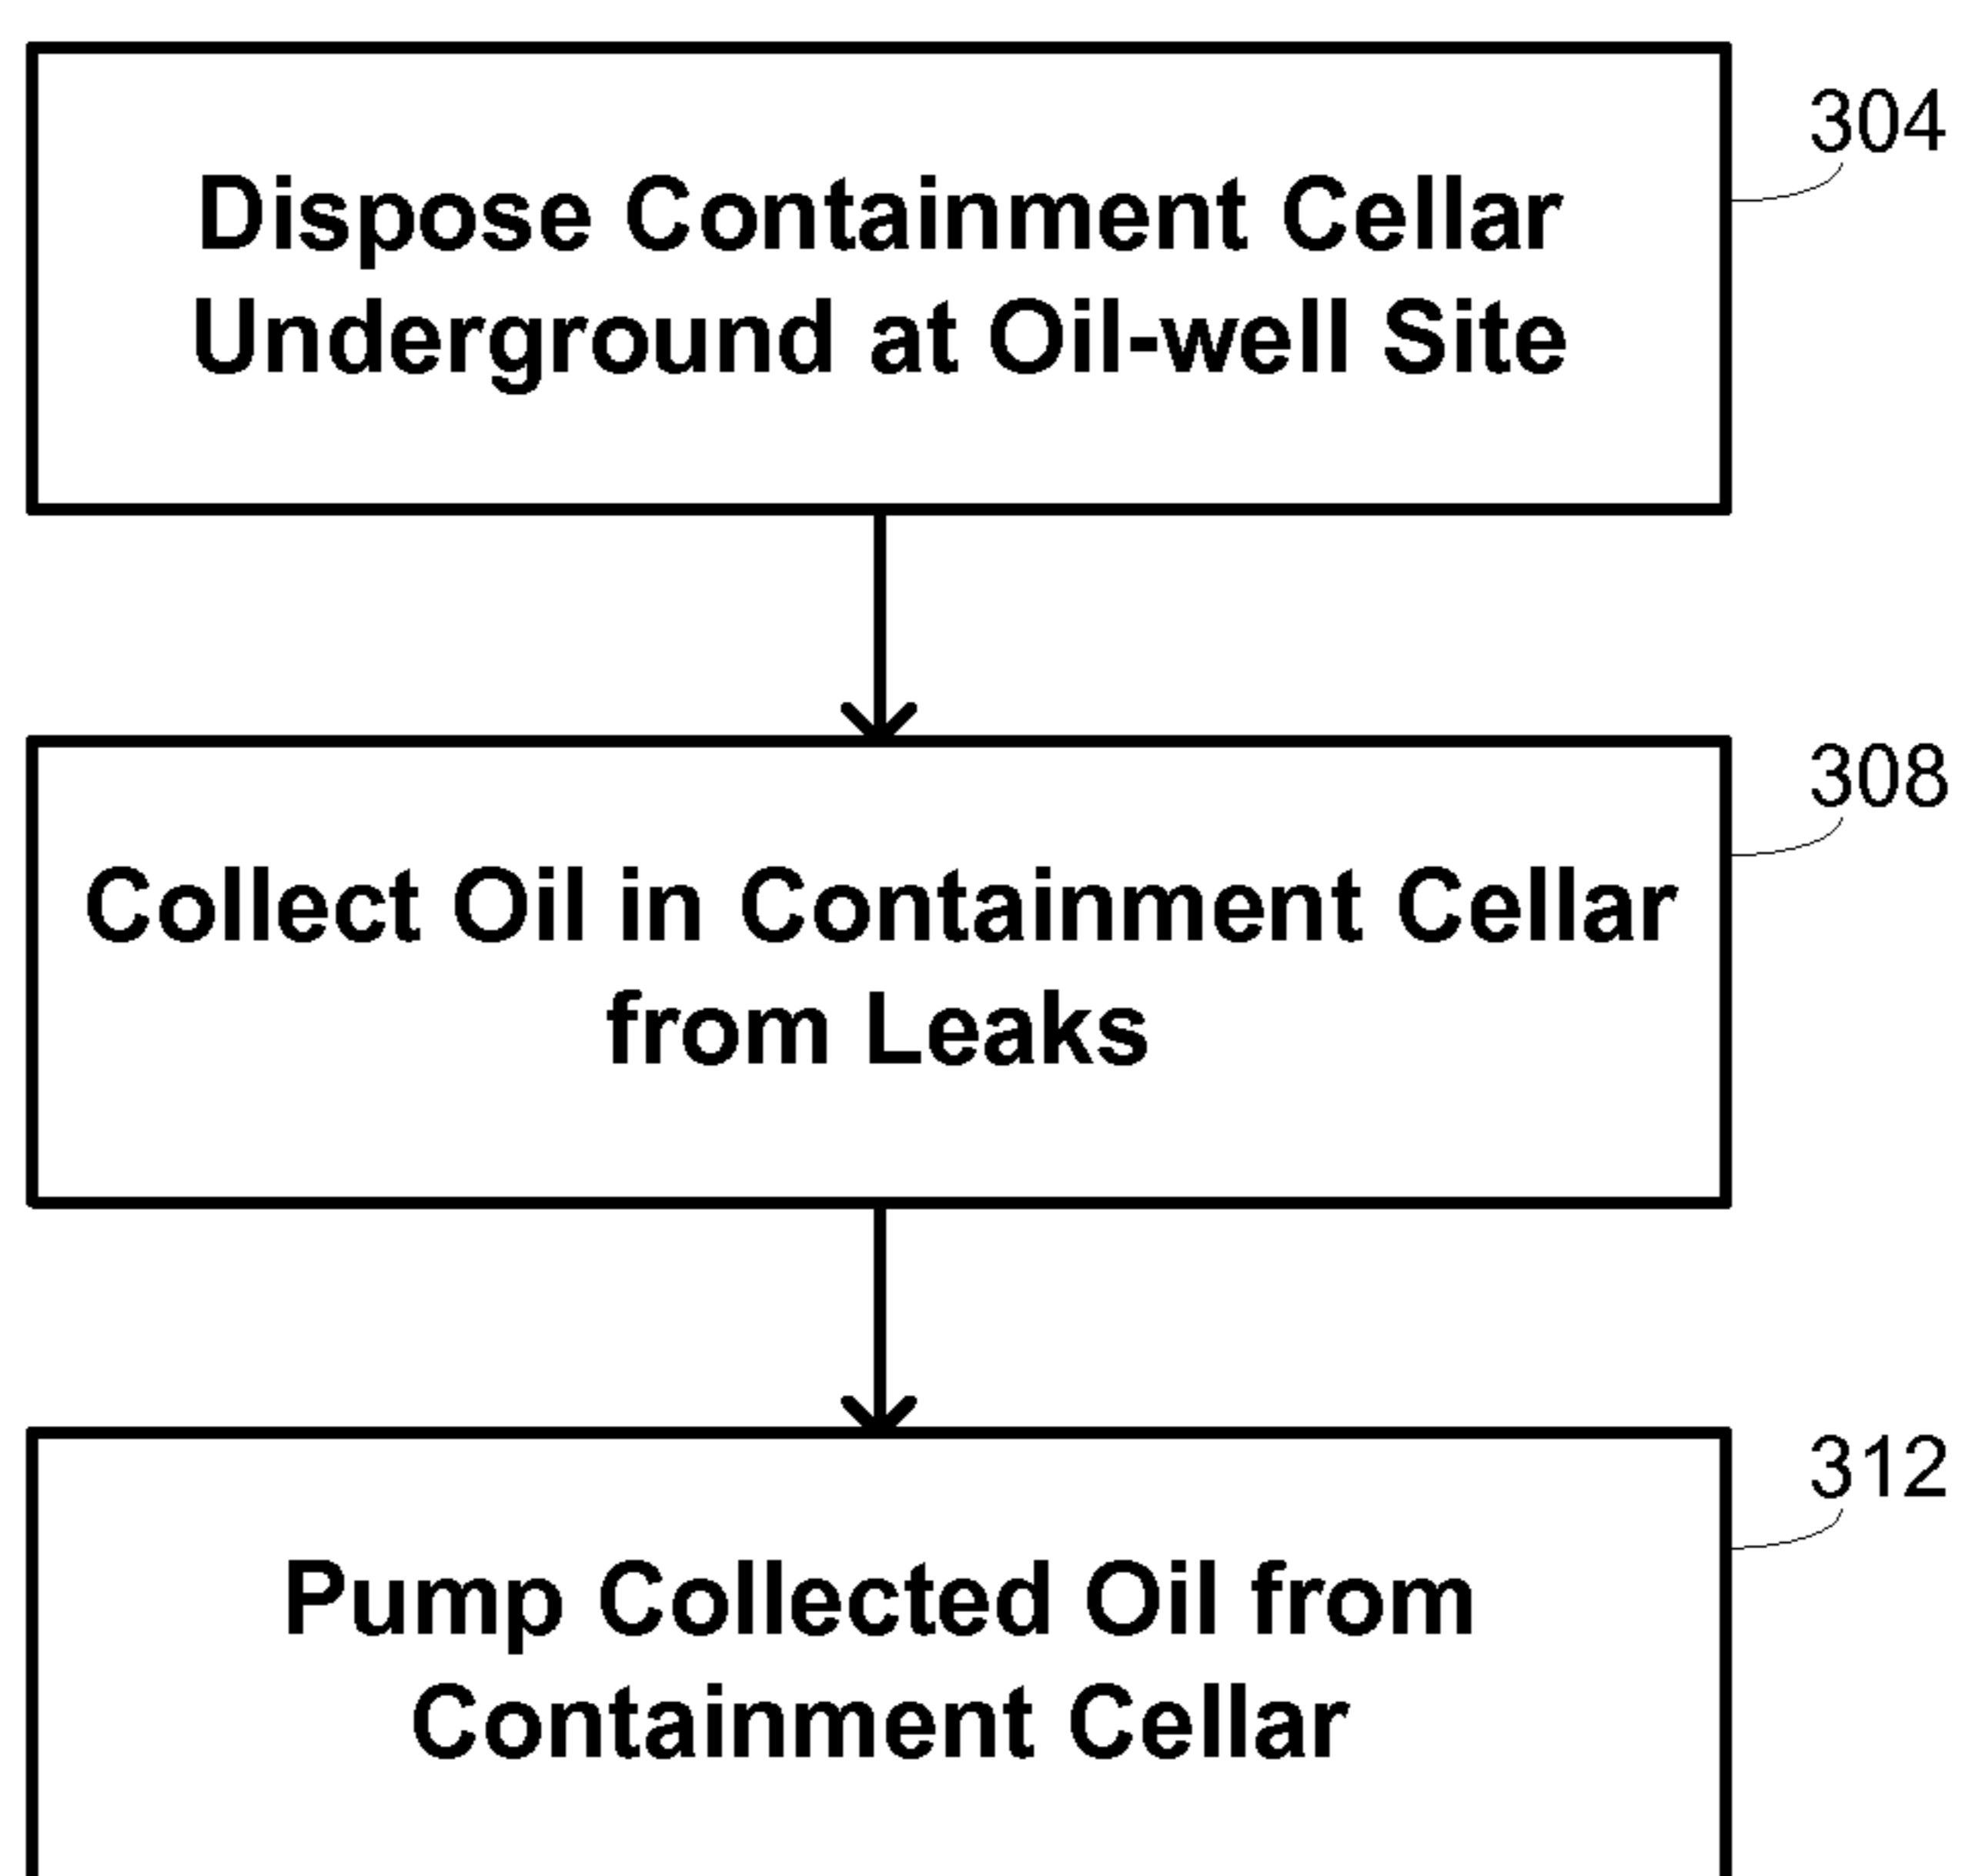 304
Dispose Containment Cellar
Underground at Oil-well Site
308
Collect Oil in Containment Cellar
from Leaks
312
Pump Collected Oil from
Containment Cellar